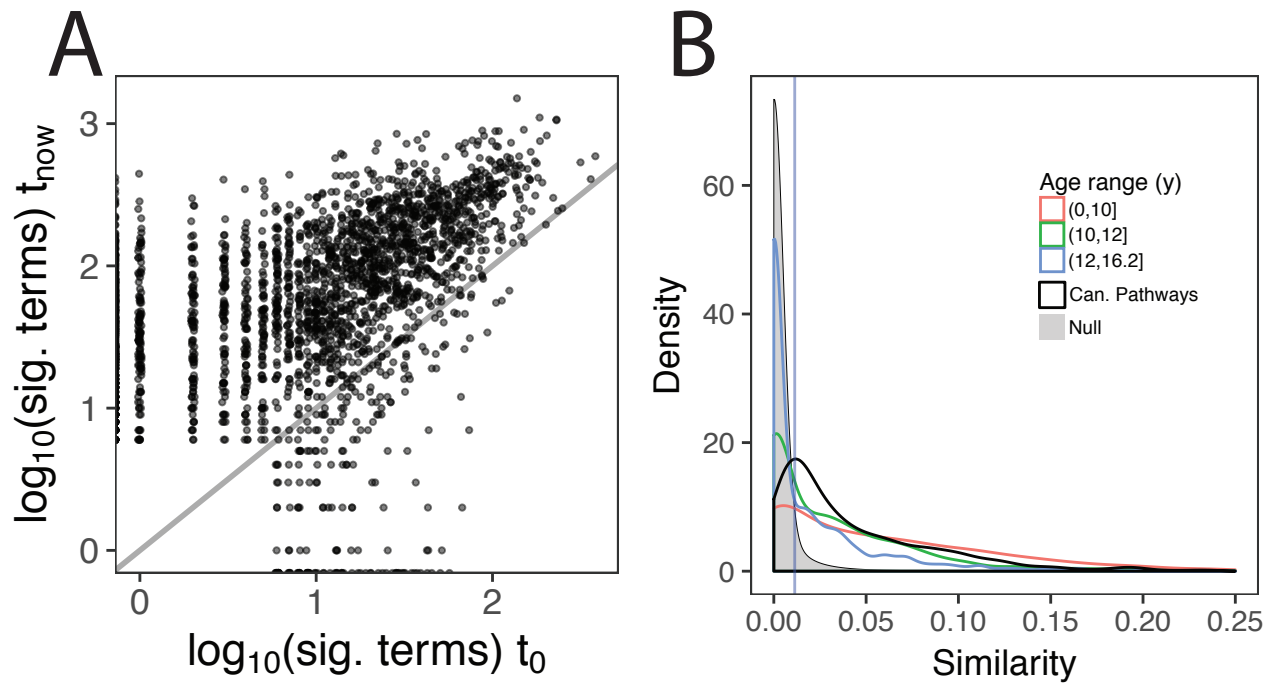 A
log₁₀(sig. terms) tnow
3
2
1
0
0
1
2
log₁₀(sig. terms) t₀
B
Density
60
40
20
0
0.00
0.05
0.10
0.15
0.20
0.25
Similarity
Age range (y)
(0,10]
(10,12]
(12,16.2]
Can. Pathways
Null